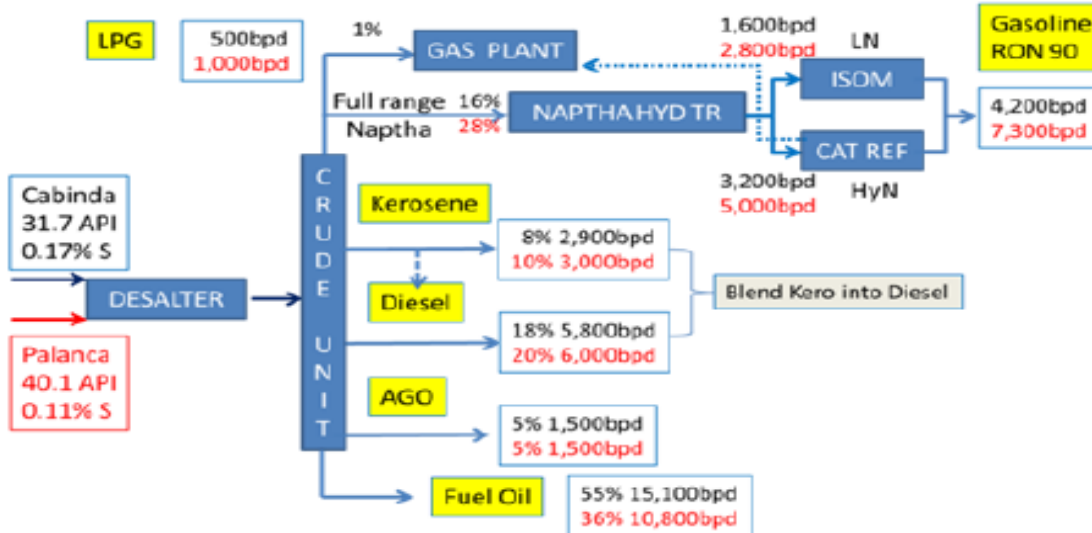 LPG
500bpd
1,000bpd
1%
GAS PLANT
1,600bpd
2,800bpd
LN
ISOM
Gasoline
RON 90
4,200bpd
7,300bpd
Full range
Naptha
16%
28%
NAPTHA HYD TR
CAT REF
3,200bpd
5,000bpd
HyN
Cabinda
31.7 API
0.17% S
DESALTER
Palanca
40.1 API
0.11% S
CRUDE UNIT
Kerosene
8% 2,900bpd
10% 3,000bpd
Diesel
18% 5,800bpd
20% 6,000bpd
Blend Kero into Diesel
AGO
5% 1,500bpd
5% 1,500bpd
Fuel Oil
55% 15,100bpd
36% 10,800bpd